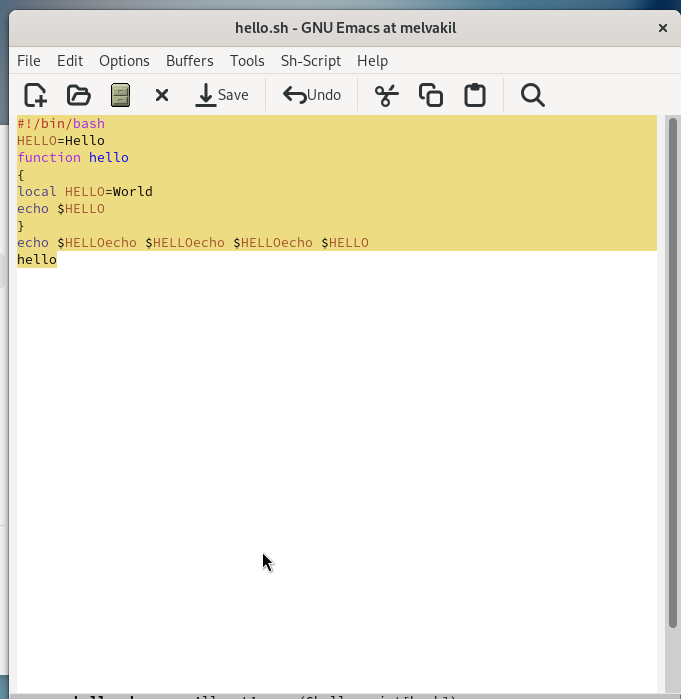 hello.sh - GNU Emacs at melvakil
File Edit Options Buffers Tools Sh-Script Help
Save Undo
#!/bin/bash
HELLO=Hello
function hello
{
local HELLO=World
echo $HELLO
}
echo $HELLOecho $HELLOecho $HELLOecho $HELLO
hello